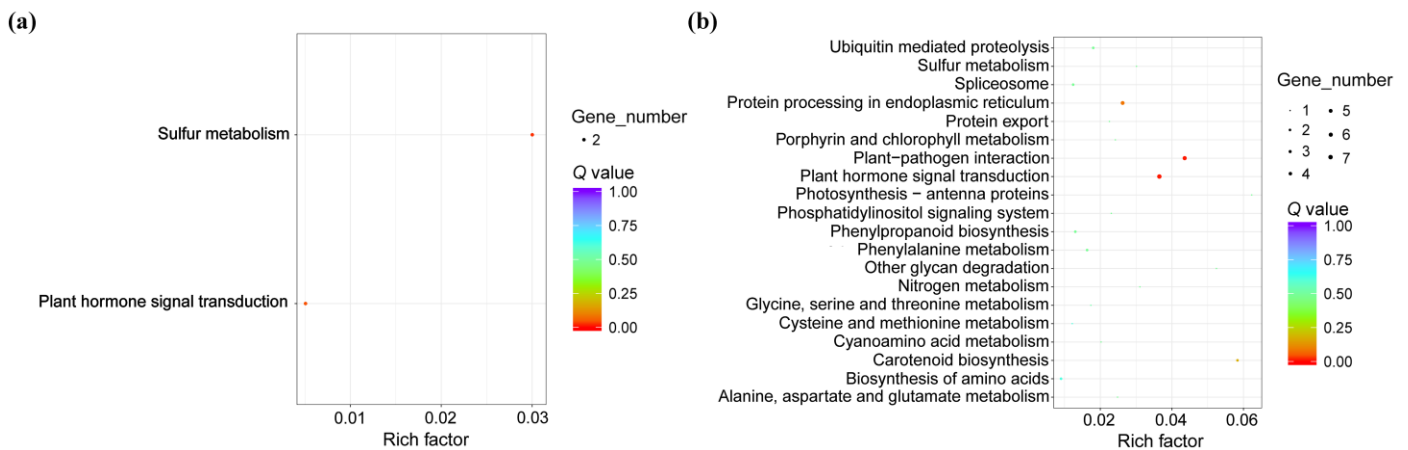 (a)
Sulfur metabolism
Plant hormone signal transduction
0.01 0.02 0.03
Rich factor
Gene_number
2
Q value
1.00
0.75
0.50
0.25
0.00
(b)
Ubiquitin mediated proteolysis
Sulfur metabolism
Spliceosome
Protein processing in endoplasmic reticulum
Protein export
Porphyrin and chlorophyll metabolism
Plant−pathogen interaction
Plant hormone signal transduction
Photosynthesis − antenna proteins
Phosphatidylinositol signaling system
Phenylpropanoid biosynthesis
Phenylalanine metabolism
Other glycan degradation
Nitrogen metabolism
Glycine, serine and threonine metabolism
Cysteine and methionine metabolism
Cyanoamino acid metabolism
Carotenoid biosynthesis
Biosynthesis of amino acids
Alanine, aspartate and glutamate metabolism
0.02 0.04 0.06
Rich factor
Gene_number
1 5
2 6
3 7
4
Q value
1.00
0.75
0.50
0.25
0.00